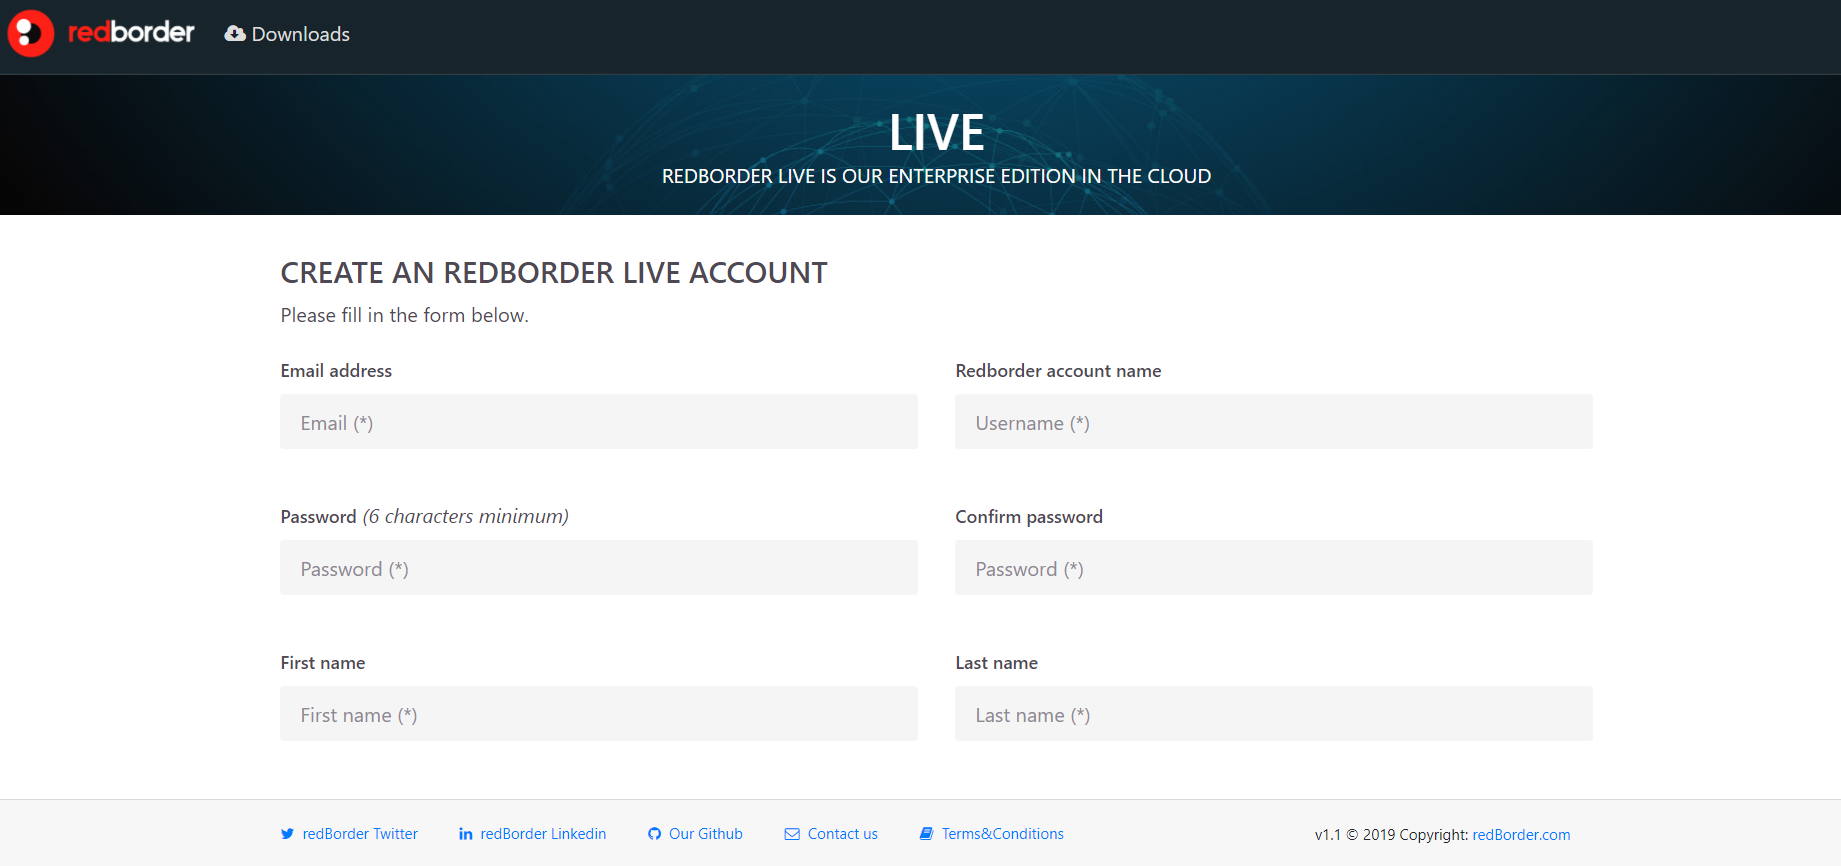 redborder Downloads
LIVE
REDBORDER LIVE IS OUR ENTERPRISE EDITION IN THE CLOUD
CREATE AN REDBORDER LIVE ACCOUNT
Please fill in the form below.
Email address
Email (*)
Redborder account name
Username (*)
Password (6 characters minimum)
Password (*)
Confirm password
Password (*)
First name
First name (*)
Last name
Last name (*)
redBorder Twitter redBorder Linkedin Our Github Contact us Terms&Conditions v1.1 © 2019 Copyright: redBorder.com